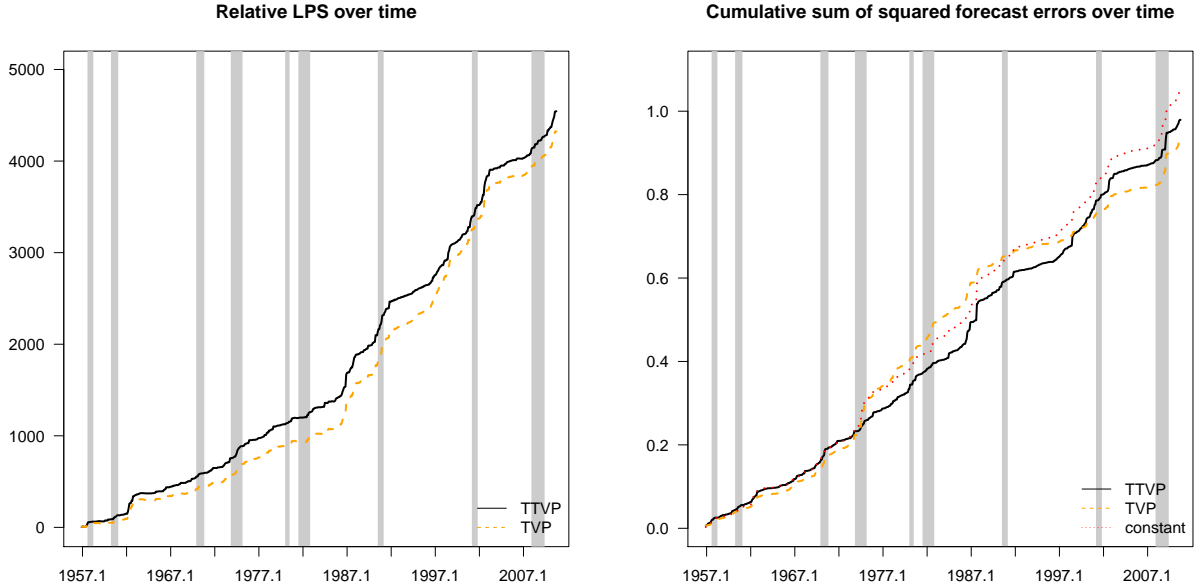 Relative LPS over time
5000
4000
3000
2000
1000
0
TTVP
TVP
1957.1 1967.1 1977.1 1987.1 1997.1 2007.1
Cumulative sum of squared forecast errors over time
1.0
0.8
0.6
0.4
0.2
0.0
TTVP
TVP
constant
1957.1 1967.1 1977.1 1987.1 1997.1 2007.1